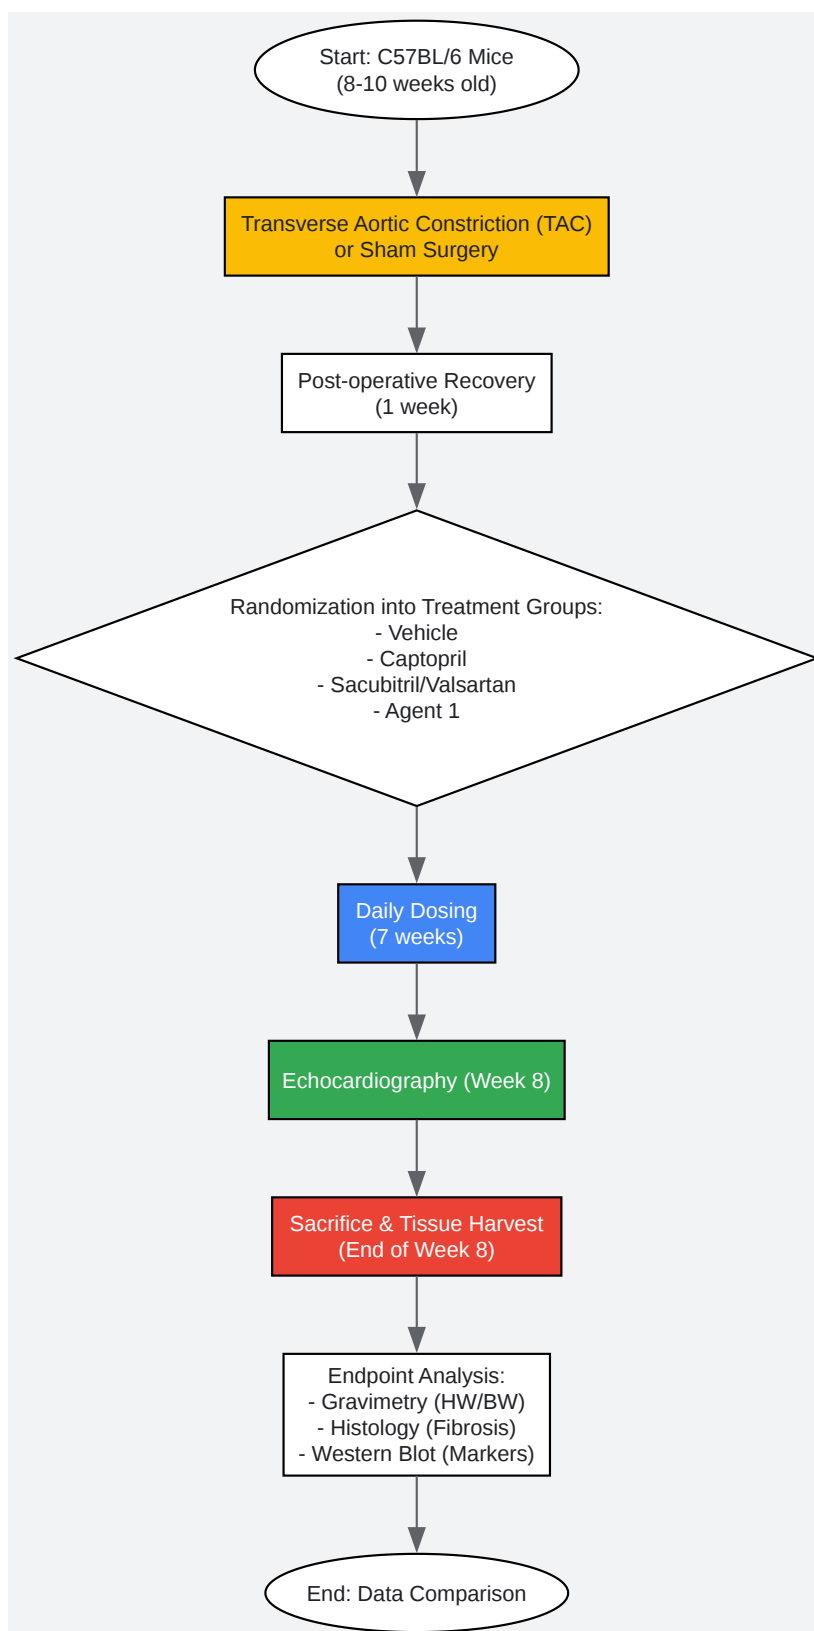 Start: C57BL/6 Mice
(8-10 weeks old)
Transverse Aortic Constriction (TAC)
or Sham Surgery
Post-operative Recovery
(1 week)
Randomization into Treatment Groups:
- Vehicle
- Captopril
- Sacubitril/Valsartan
- Agent 1
Daily Dosing
(7 weeks)
Echocardiography (Week 8)
Sacrifice & Tissue Harvest
(End of Week 8)
Endpoint Analysis:
- Gravimetry (HW/BW)
- Histology (Fibrosis)
- Western Blot (Markers)
End: Data Comparison